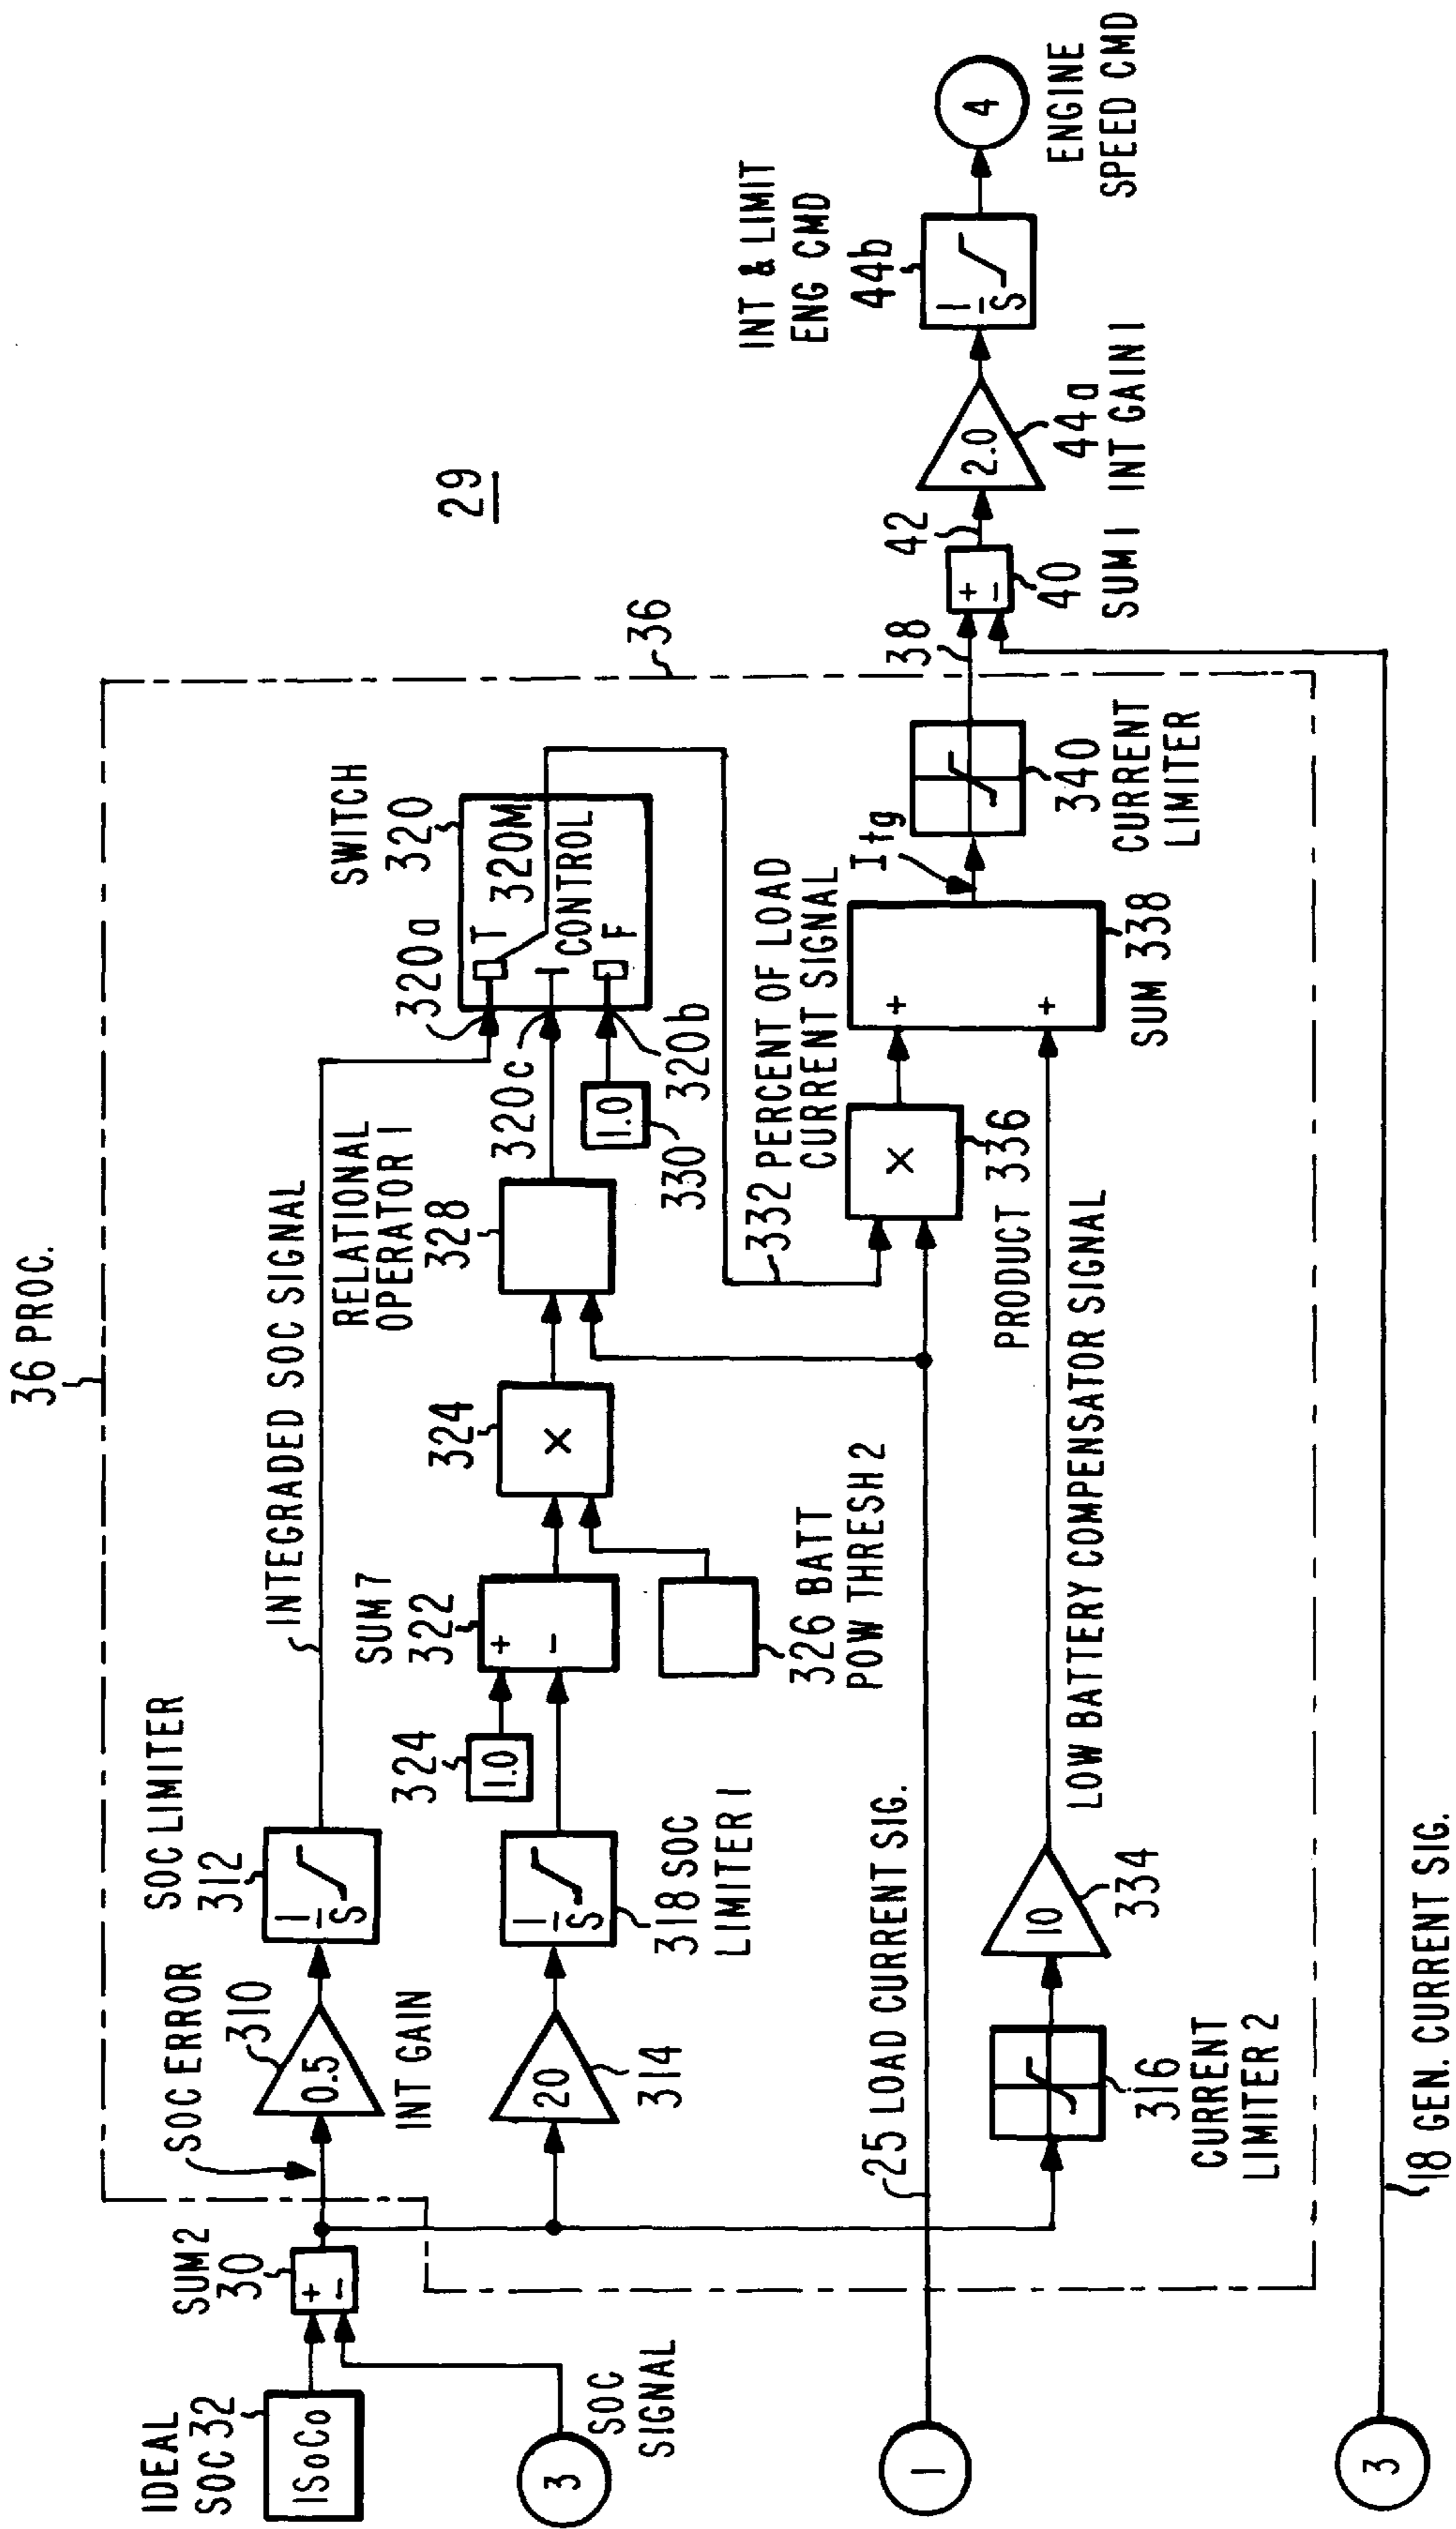 36 PROC.
29
IDEAL
SOC 32
ISoCo
SUM2
30
+
-
3
SOC
SIGNAL
SOC ERROR
310
0.5
INT GAIN
SOC LIMITER
312
1
S
INTEGRADED SOC SIGNAL
20
314
1
S
318 SOC
LIMITER 1
324
1.0
SUM 7
322
+
-
326 BATT
POW THRESH 2
324
X
RELATIONAL
OPERATOR 1
328
320c
320a
SWITCH
320
T
320M
CONTROL
F
1.0
330
320b
36
332 PERCENT OF LOAD
CURRENT SIGNAL
1
25 LOAD CURRENT SIG.
X
PRODUCT 336
+
+
SUM 338
Itg
340
CURRENT
LIMITER
38
316
CURRENT
LIMITER 2
10
334
LOW BATTERY COMPENSATOR SIGNAL
3
18 GEN. CURRENT SIG.
+
-
40
SUM 1
42
2.0
44a
INT GAIN 1
INT & LIMIT
ENG CMD
44b
1
S
4
ENGINE
SPEED CMD